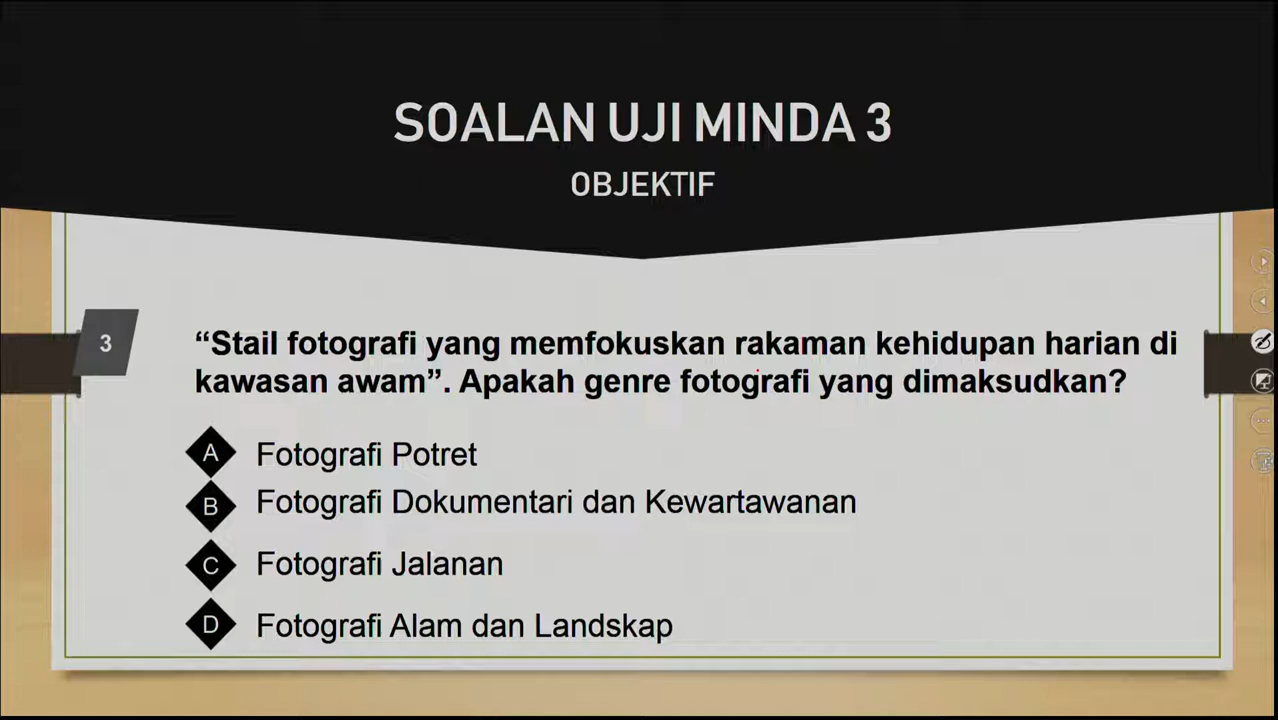 SOALAN UJI MINDA 3
OBJEKTIF
3
“Stail fotografi yang memfokuskan rakaman kehidupan harian di
kawasan awam”. Apakah genre fotografi yang dimaksudkan?
A Fotografi Potret
B Fotografi Dokumentari dan Kewartawanan
C Fotografi Jalanan
D Fotografi Alam dan Landskap